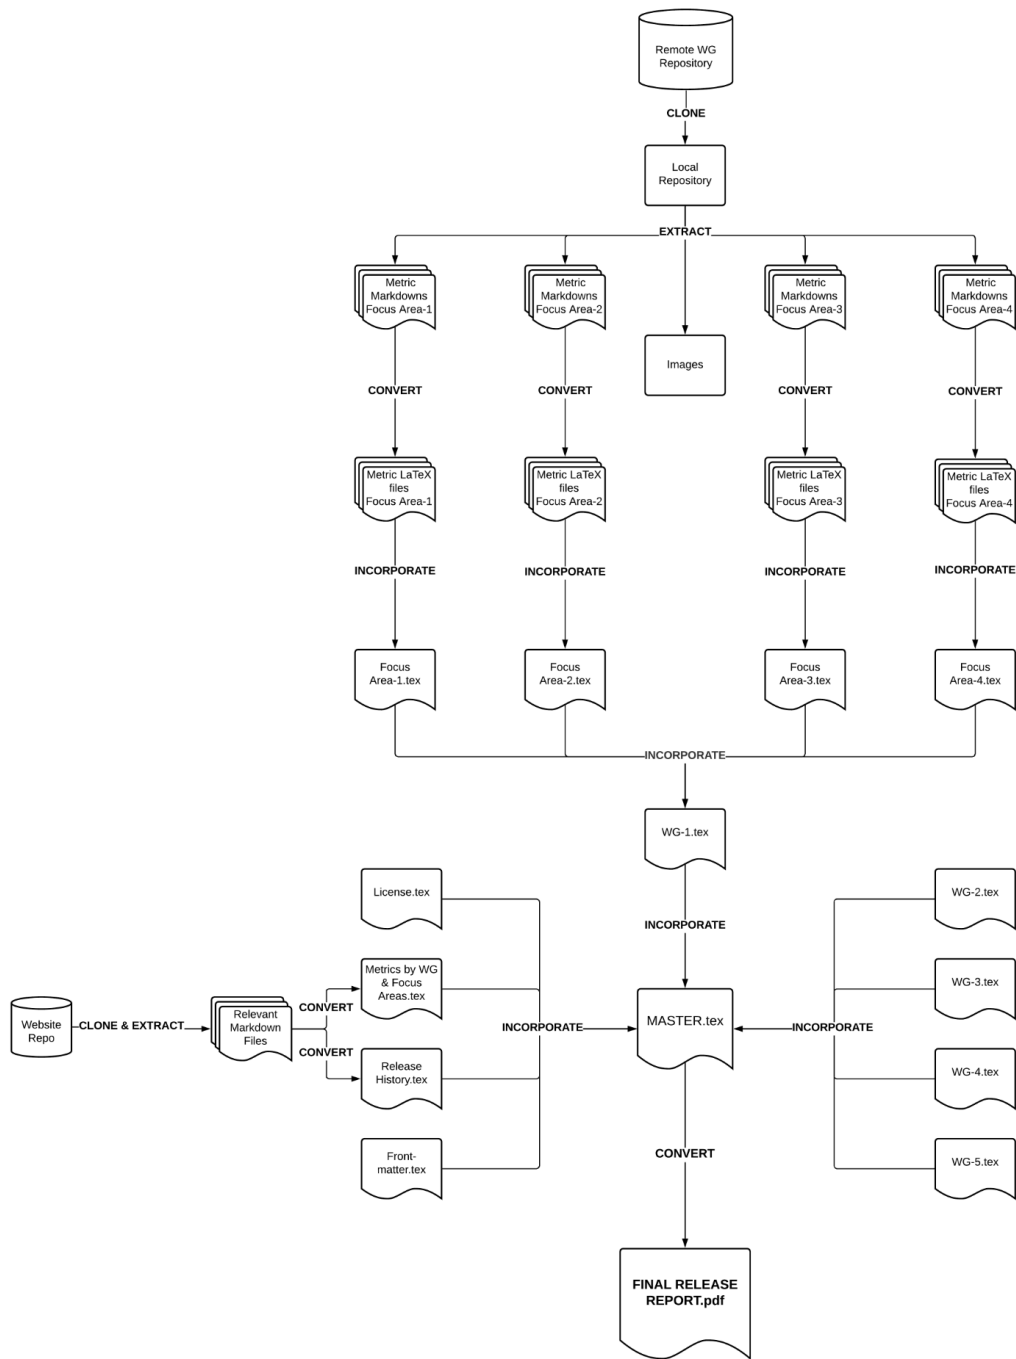 Remote WG
Repository
CLONE
Local
Repository
EXTRACT
Metric
Markdowns
Focus Area-1
Metric
Markdowns
Focus Area-2
Metric
Markdowns
Focus Area-3
Metric
Markdowns
Focus Area-4
Images
CONVERT
CONVERT
CONVERT
CONVERT
Metric LaTeX
files
Focus Area-1
Metric LaTeX
files
Focus Area-2
Metric LaTeX
files
Focus Area-3
Metric LaTeX
files
Focus Area-4
INCORPORATE
INCORPORATE
INCORPORATE
INCORPORATE
Focus
Area-1.tex
Focus
Area-2.tex
Focus
Area-3.tex
Focus
Area-4.tex
INCORPORATE
WG-1.tex
License.tex
WG-2.tex
INCORPORATE
Metrics by WG
& Focus
Areas.tex
WG-3.tex
Website
Repo
CLONE & EXTRACT
Relevant
Markdown
Files
CONVERT
CONVERT
INCORPORATE
MASTER.tex
INCORPORATE
Release
History.tex
WG-4.tex
Front-
matter.tex
CONVERT
WG-5.tex
FINAL RELEASE
REPORT.pdf